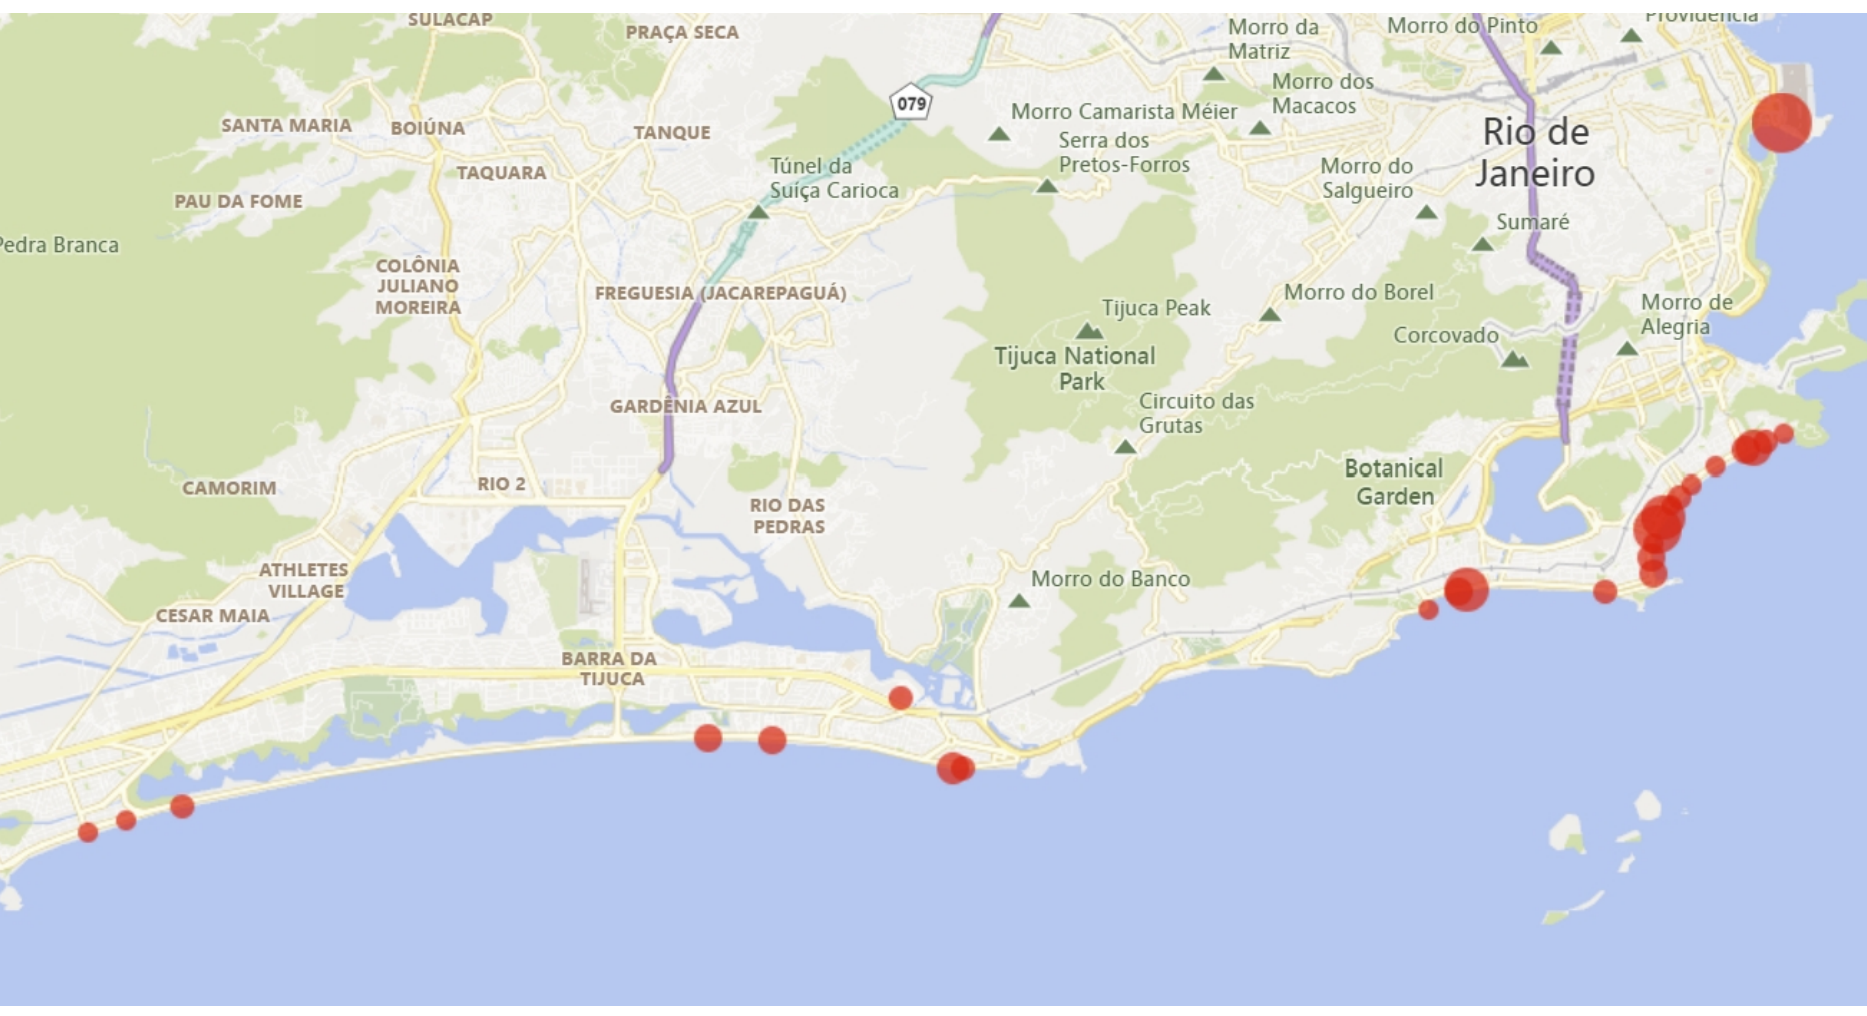 SULACAP
PRAÇA SECA
Morro da
Matriz
Morro do Pinto
Providencia
Morro dos
Macacos
079
Morro Camarista Méier
SANTA MARIA
BOIÚNA
TANQUE
Serra dos
Pretos-Forros
Rio de
Janeiro
TAQUARA
Túnel da
Suíça Carioca
Morro do
Salgueiro
PAU DA FOME
Sumaré
Pedra Branca
COLÔNIA
JULIANO
MOREIRA
FREGUESIA (JACAREPAGUÁ)
Morro do Borel
Tijuca Peak
Morro de
Alegria
Corcovado
Tijuca National
Park
GARDÊNIA AZUL
Circuito das
Grutas
Botanical
Garden
CAMORIM
RIO 2
RIO DAS
PEDRAS
ATHLETES
VILLAGE
Morro do Banco
CESAR MAIA
BARRA DA
TIJUCA